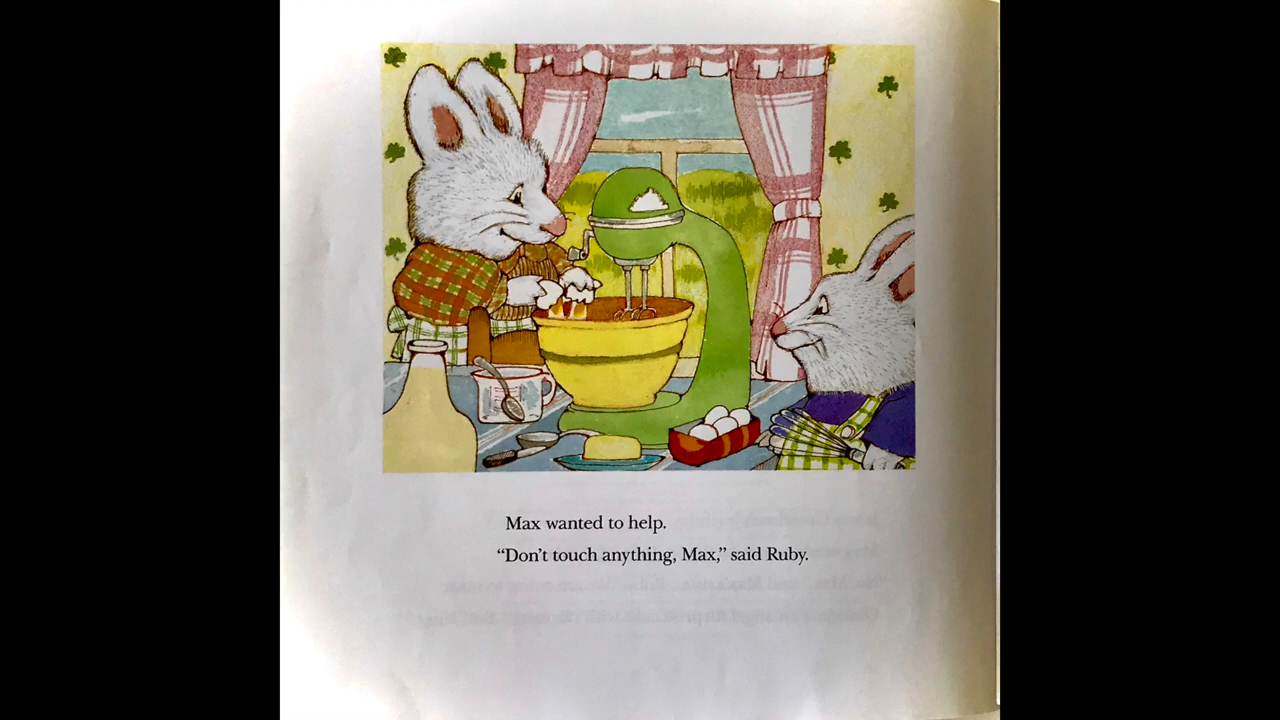 Max wanted to help.
“Don’t touch anything, Max,” said Ruby.